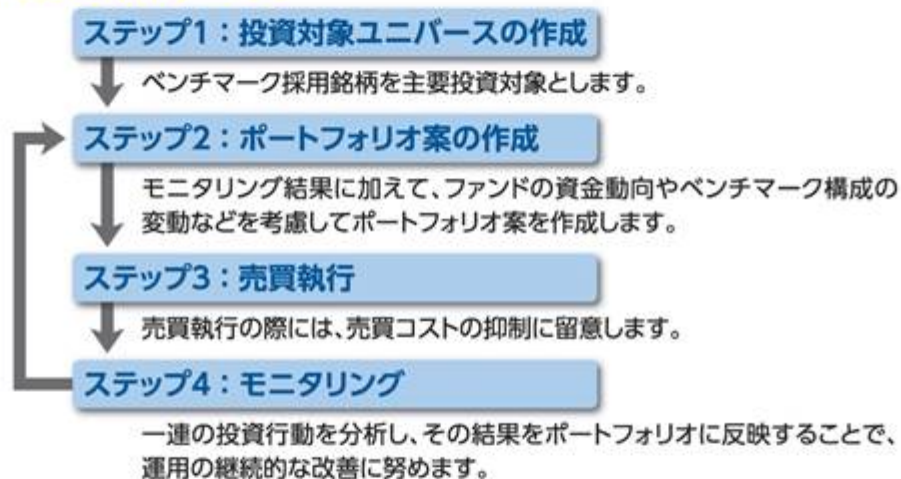 ステップ1：投資対象ユニバースの作成
ベンチマーク採用銘柄を主要投資対象とします。
ステップ2：ポートフォリオ案の作成
モニタリング結果に加えて、ファンドの資金動向やベンチマーク構成の
変動などを考慮してポートフォリオ案を作成します。
ステップ3：売買執行
売買執行の際には、売買コストの抑制に留意します。
ステップ4：モニタリング
一連の投資行動を分析し、その結果をポートフォリオに反映することで、
運用の継続的な改善に努めます。